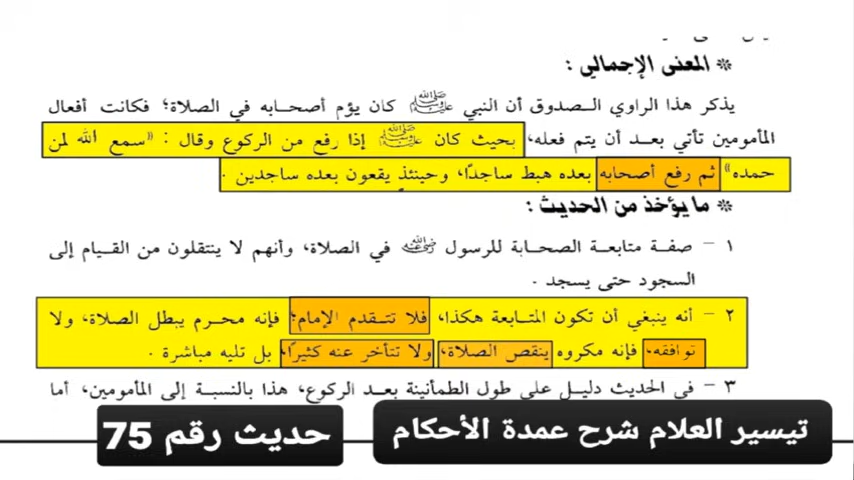 * المعنى الإجمالي :
يذكر هذا الراوي الصدوق أن النبي ﷺ كان يؤم أصحابه في الصلاة؛ فكانت أفعال
المأمومين تأتي بعد أن يتم فعله، بحيث كان ﷺ إذا رفع من الركوع وقال : «سمع الله لمن
حمده» ثم رفع أصحابه بعده هبط ساجدًا، وحينئذ يقعون بعده ساجدين .
* ما يؤخذ من الحديث :
١ – صفة متابعة الصحابة للرسول ﷺ في الصلاة، وأنهم لا ينتقلون من القيام إلى
السجود حتى يسجد .
٢ – أنه ينبغي أن تكون المتابعة هكذا، فلا تتقدم الإمام؛ فإنه محرم يبطل الصلاة، ولا
توافقه، فإنه مكروه ينقص الصلاة، ولا تتأخر عنه كثيرًا، بل تليه مباشرة .
٣ – في الحديث دليل على طول الطمأنينة بعد الركوع، هذا بالنسبة إلى المأمومين، أما
تيسير العلام شرح عمدة الأحكام
حديث رقم 75